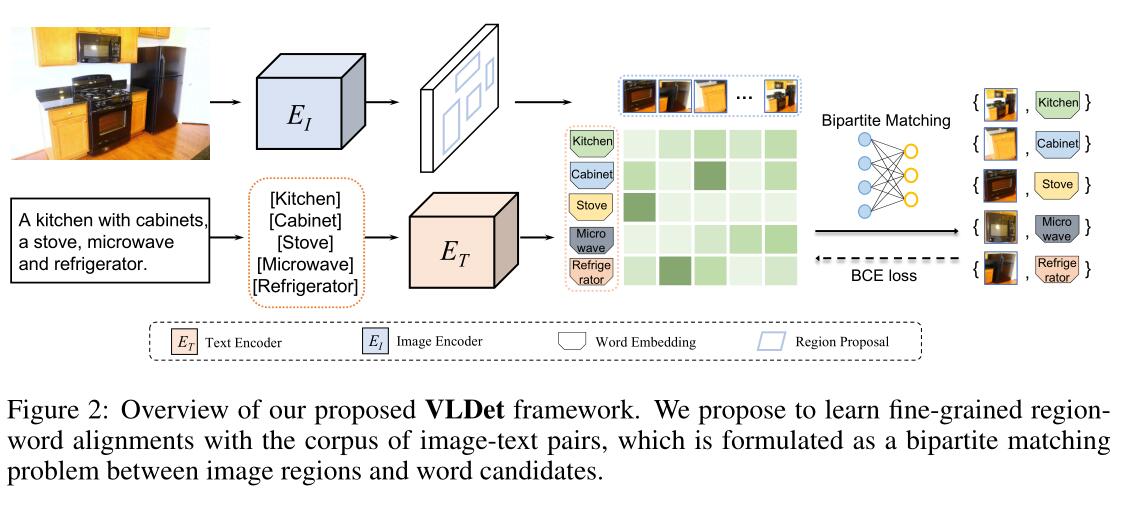 E_I
A kitchen with cabinets,
a stove, microwave
and refrigerator.
[Kitchen]
[Cabinet]
[Stove]
[Microwave]
[Refrigerator]
E_T
...
Kitchen
Cabinet
Stove
Micro
wave
Refrige
rator
Bipartite Matching
BCE loss
{ , Kitchen }
{ , Cabinet }
{ , Stove }
{ , Micro
wave }
{ , Refrige
rator }
E_T Text Encoder
E_I Image Encoder
Word Embedding
Region Proposal
Figure 2: Overview of our proposed VLDet framework. We propose to learn fine-grained region-
word alignments with the corpus of image-text pairs, which is formulated as a bipartite matching
problem between image regions and word candidates.